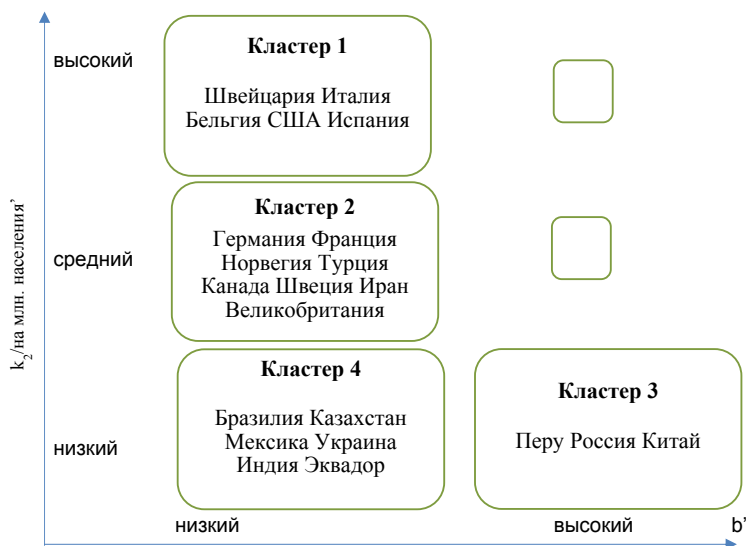 высокий
Кластер 1
Швейцария Италия
Бельгия США Испания
k2/на млн. населения'
средний
Кластер 2
Германия Франция
Норвегия Турция
Канада Швеция Иран
Великобритания
низкий
Кластер 4
Бразилия Казахстан
Мексика Украина
Индия Эквадор
Кластер 3
Перу Россия Китай
низкий
высокий
b'